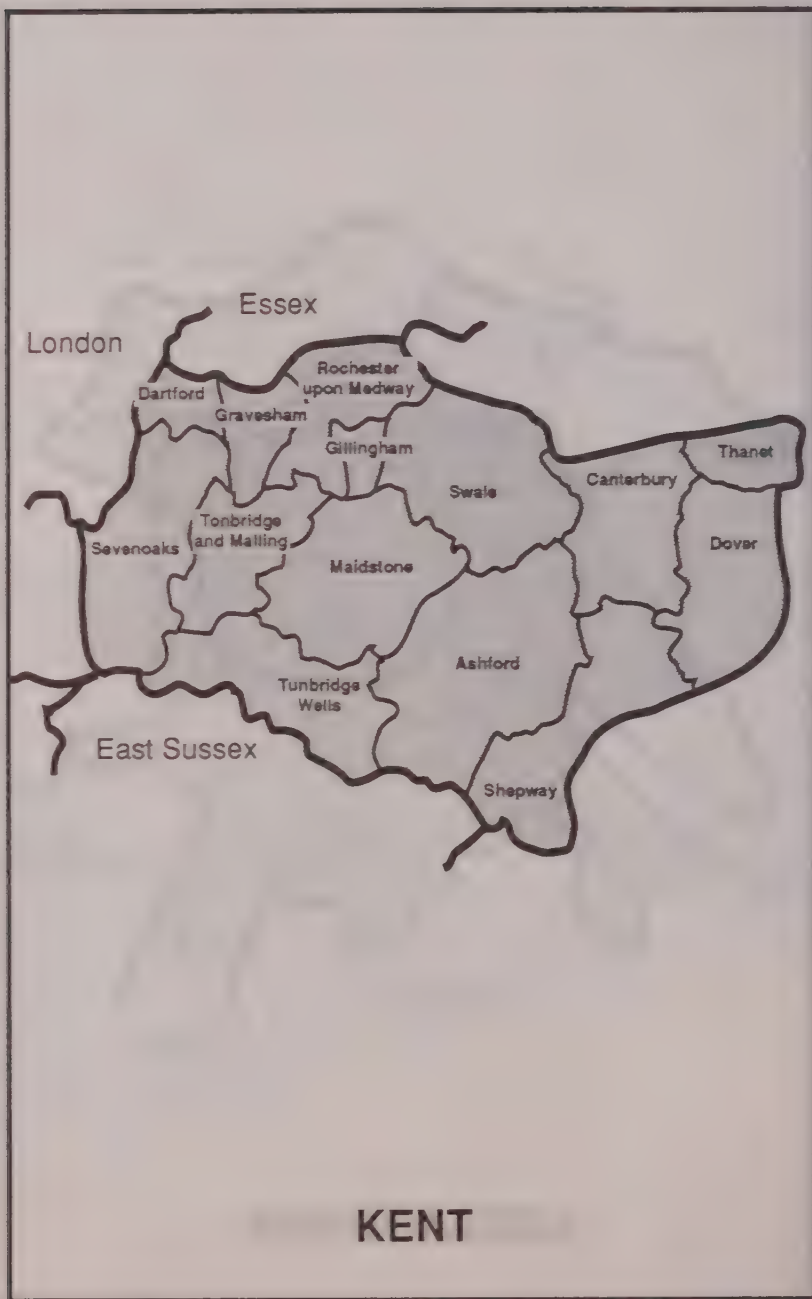 Essex
London
Rochester
upon Medway
Dartford
Gravesham
Gillingham
Thanet
Canterbury
Swale
Tonbridge
and Malling
Sevenoaks
Dover
Maidstone
Ashford
Tunbridge
Wells
East Sussex
Shepway
KENT